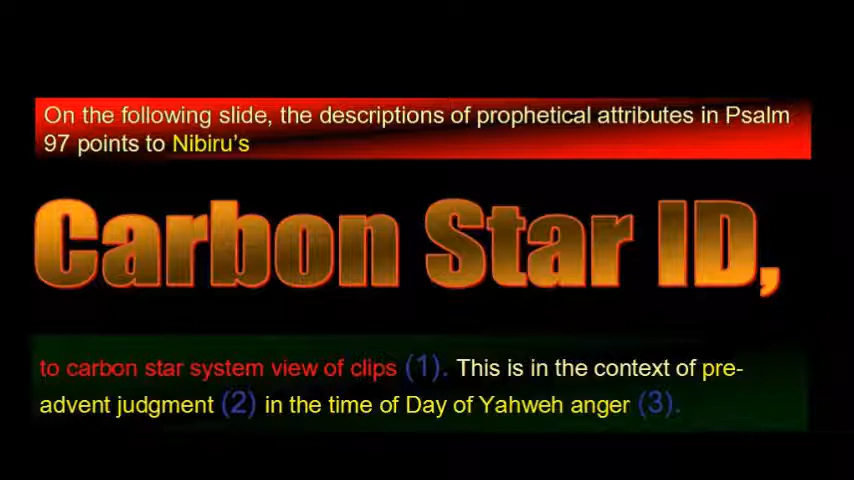 On the following slide, the descriptions of prophetical attributes in Psalm
97 points to Nibiru’s
Carbon Star ID,
to carbon star system view of clips (1). This is in the context of pre-
advent judgment (2) in the time of Day of Yahweh anger (3).